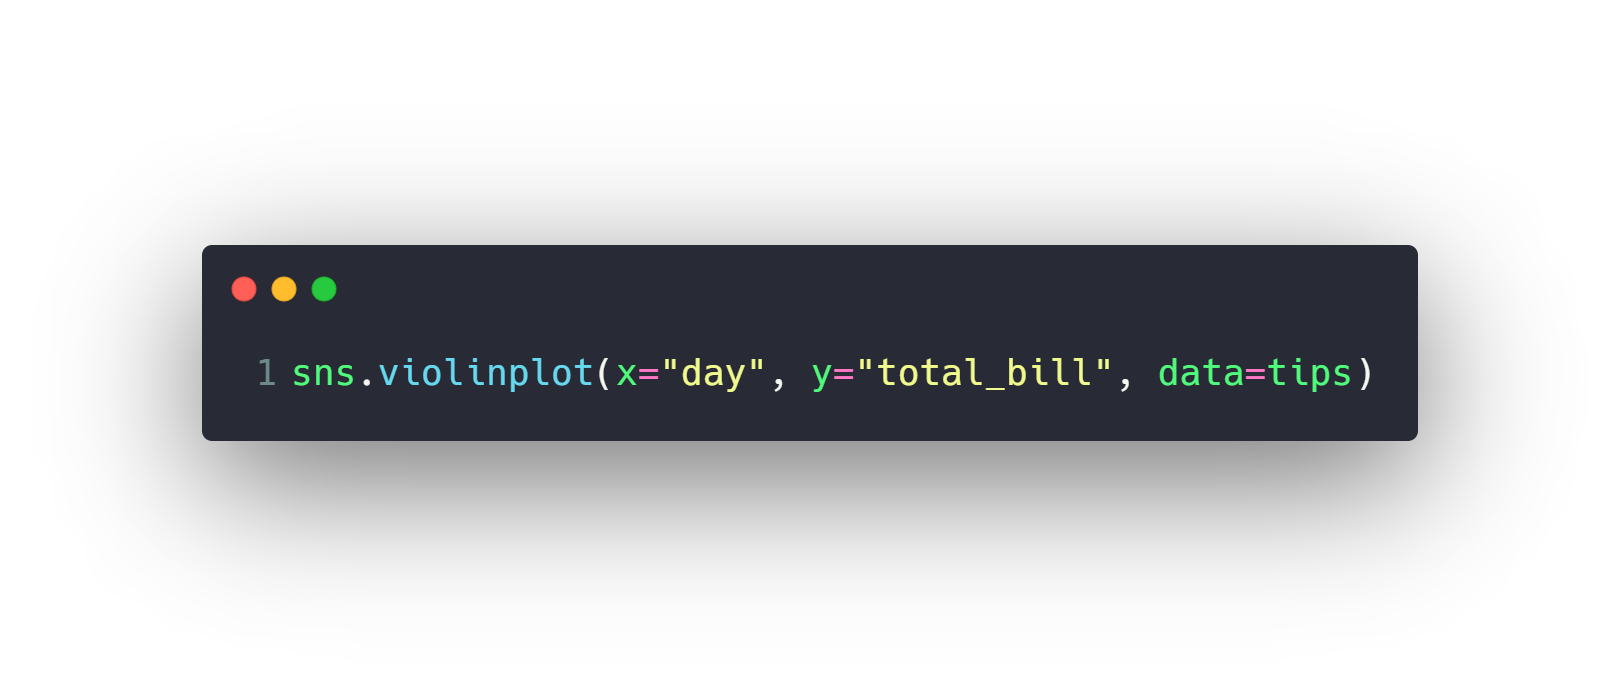 1 sns.violinplot(x="day", y="total_bill", data=tips)